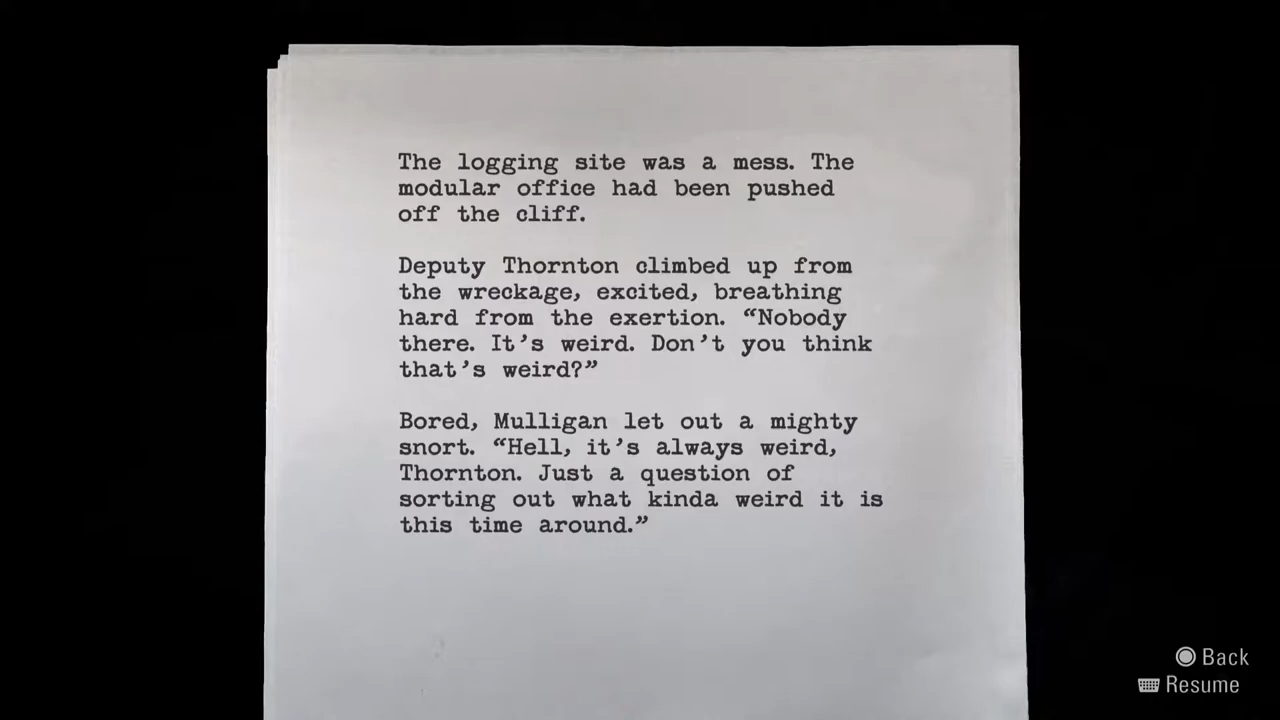 The logging site was a mess. The
modular office had been pushed
off the cliff.
Deputy Thornton climbed up from
the wreckage, excited, breathing
hard from the exertion. “Nobody
there. It’s weird. Don’t you think
that’s weird?”
Bored, Mulligan let out a mighty
snort. “Hell, it’s always weird,
Thornton. Just a question of
sorting out what kinda weird it is
this time around.”
Back
Resume